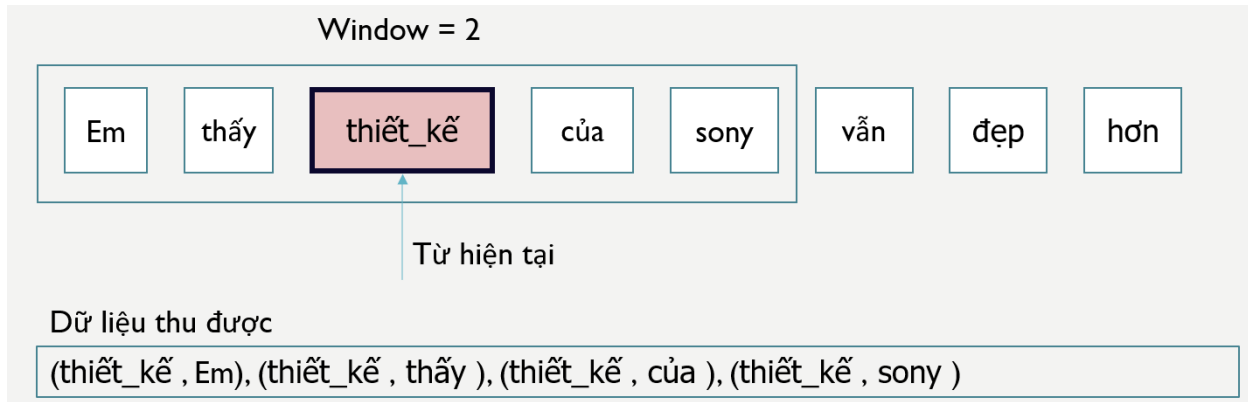 Window = 2
Em thấy thiết_kế của sony vẫn đẹp hơn
Từ hiện tại
Dữ liệu thu được
(thiết_kế , Em), (thiết_kế , thấy ), (thiết_kế , của ), (thiết_kế , sony )